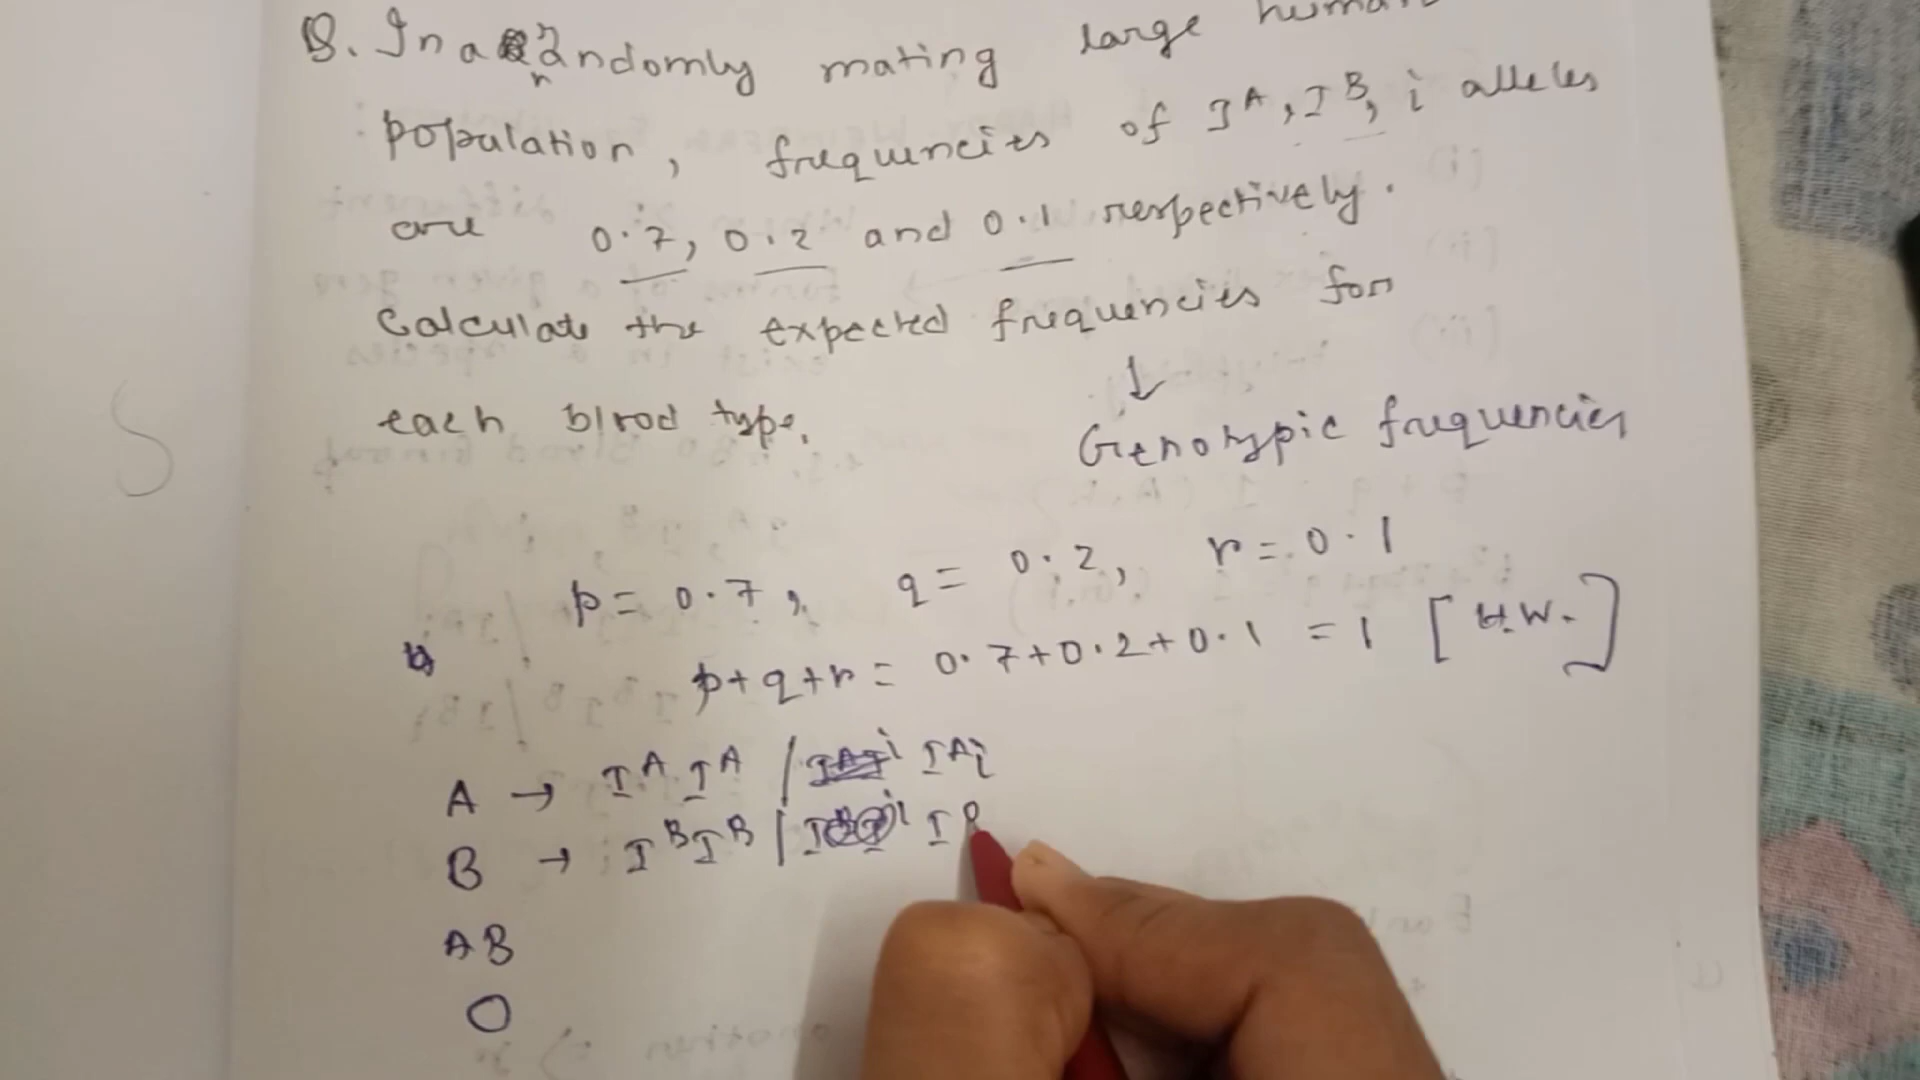 Q. In a randomly mating large human
population, frequencies of I^A, I^B, i alleles
are 0.7, 0.2 and 0.1 respectively.
Calculate the expected frequencies for
each blood type.
↓
Genotypic frequencies
p = 0.7, q = 0.2, r = 0.1
p+q+r = 0.7+0.2+0.1 = 1 [H.W.]
A → I^A I^A / I^A i
B → I^B I^B / I^B
AB
O